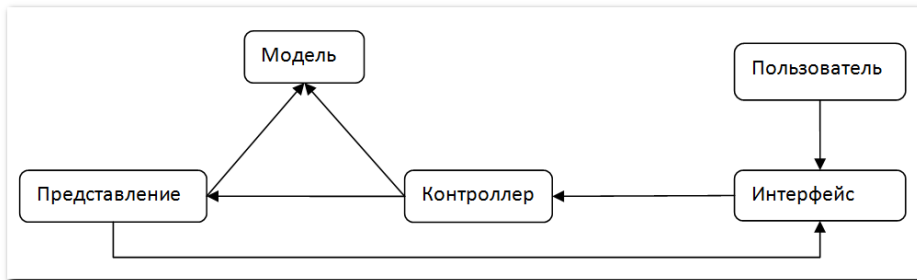 Модель
Пользователь
Представление
Контроллер
Интерфейс